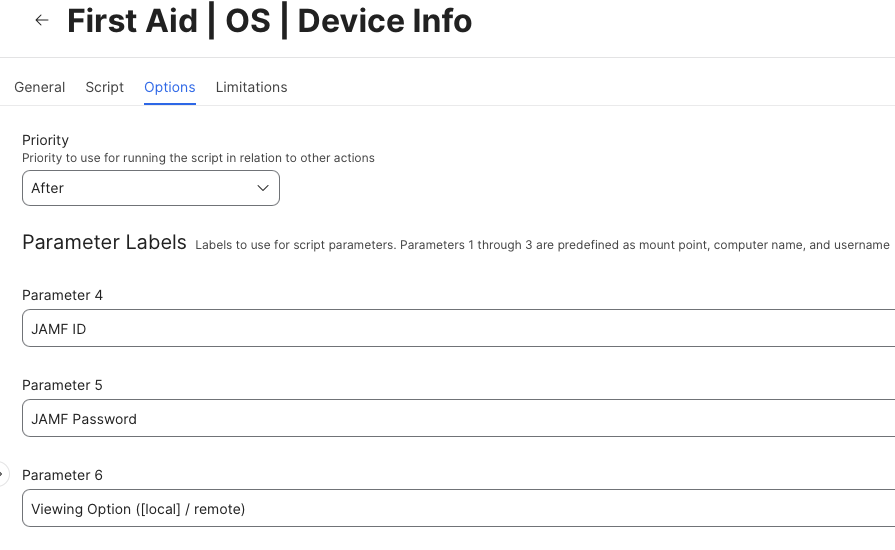 First Aid | OS | Device Info
General Script Options Limitations
Priority
Priority to use for running the script in relation to other actions
After
Parameter Labels Labels to use for script parameters. Parameters 1 through 3 are predefined as mount point, computer name, and username
Parameter 4
JAMF ID
Parameter 5
JAMF Password
Parameter 6
Viewing Option ([local] / remote)